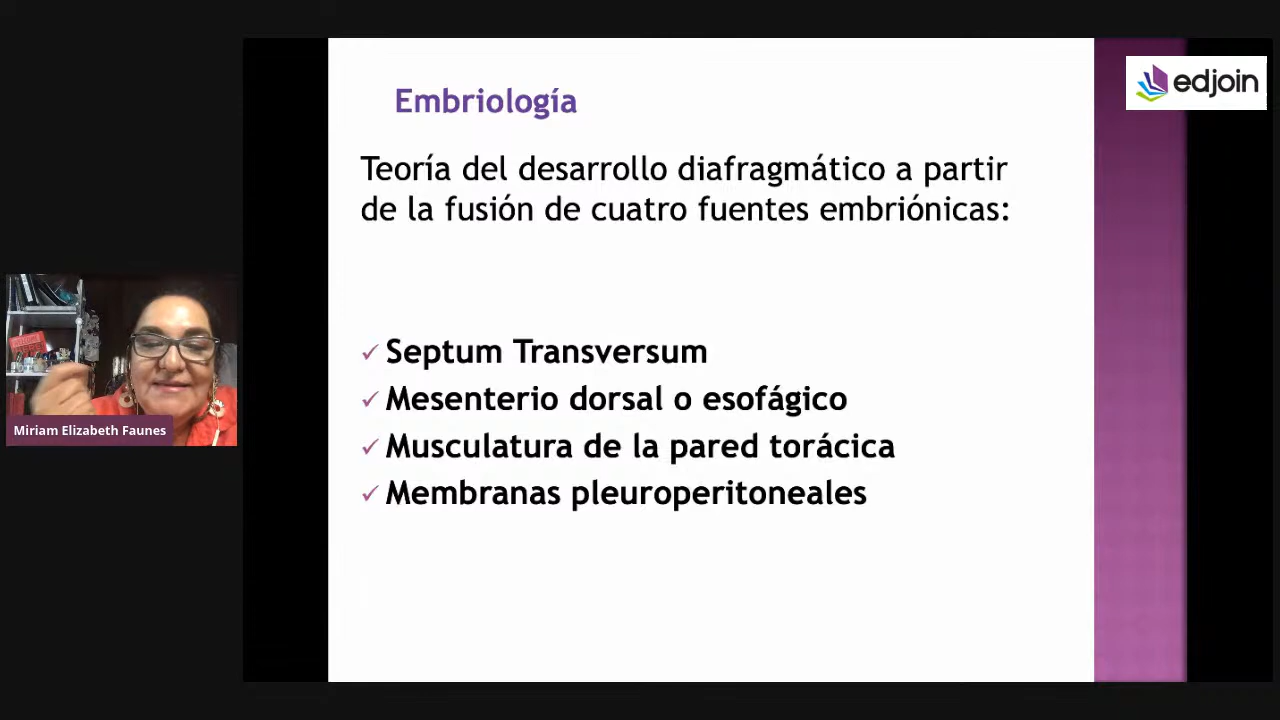 edjoin
Embriología
Teoría del desarrollo diafragmático a partir
de la fusión de cuatro fuentes embriónicas:
✓ Septum Transversum
✓ Mesenterio dorsal o esofágico
✓ Musculatura de la pared torácica
✓ Membranas pleuroperitoneales
Miriam Elizabeth Faunes